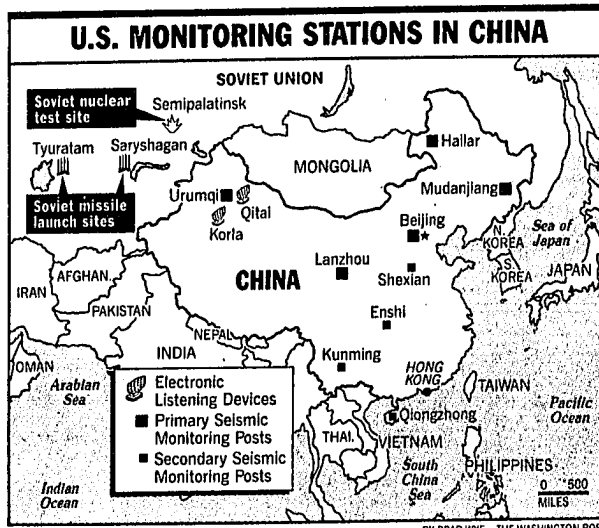 U.S. MONITORING STATIONS IN CHINA
SOVIET UNION
Soviet nuclear
test site
Semipalatinsk
Tyuratam
Saryshagan
Soviet missile
launch sites
MONGOLIA
Hailar
Mudanjiang
Urumqi
Qital
Korla
Beijing
N.
KOREA
S.
KOREA
Sea of
Japan
JAPAN
Lanzhou
CHINA
Shexian
IRAN
AFGHAN.
PAKISTAN
Enshi
NEPAL
INDIA
Kunming
HONG
KONG
TAIWAN
OMAN
Arabian
Sea
Pacific
Ocean
Electronic
Listening Devices
Primary Seismic
Monitoring Posts
Secondary Seismic
Monitoring Posts
Qiongzhong
THAI.
VIETNAM
PHILIPPINES
South
China
Sea
Indian
Ocean
0 500
MILES
THE WASHINGTON